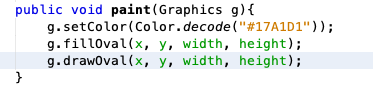 public void paint(Graphics g){
    g.setColor(Color.decode("#17A1D1"));
    g.fillOval(x, y, width, height);
    g.drawOval(x, y, width, height);
}